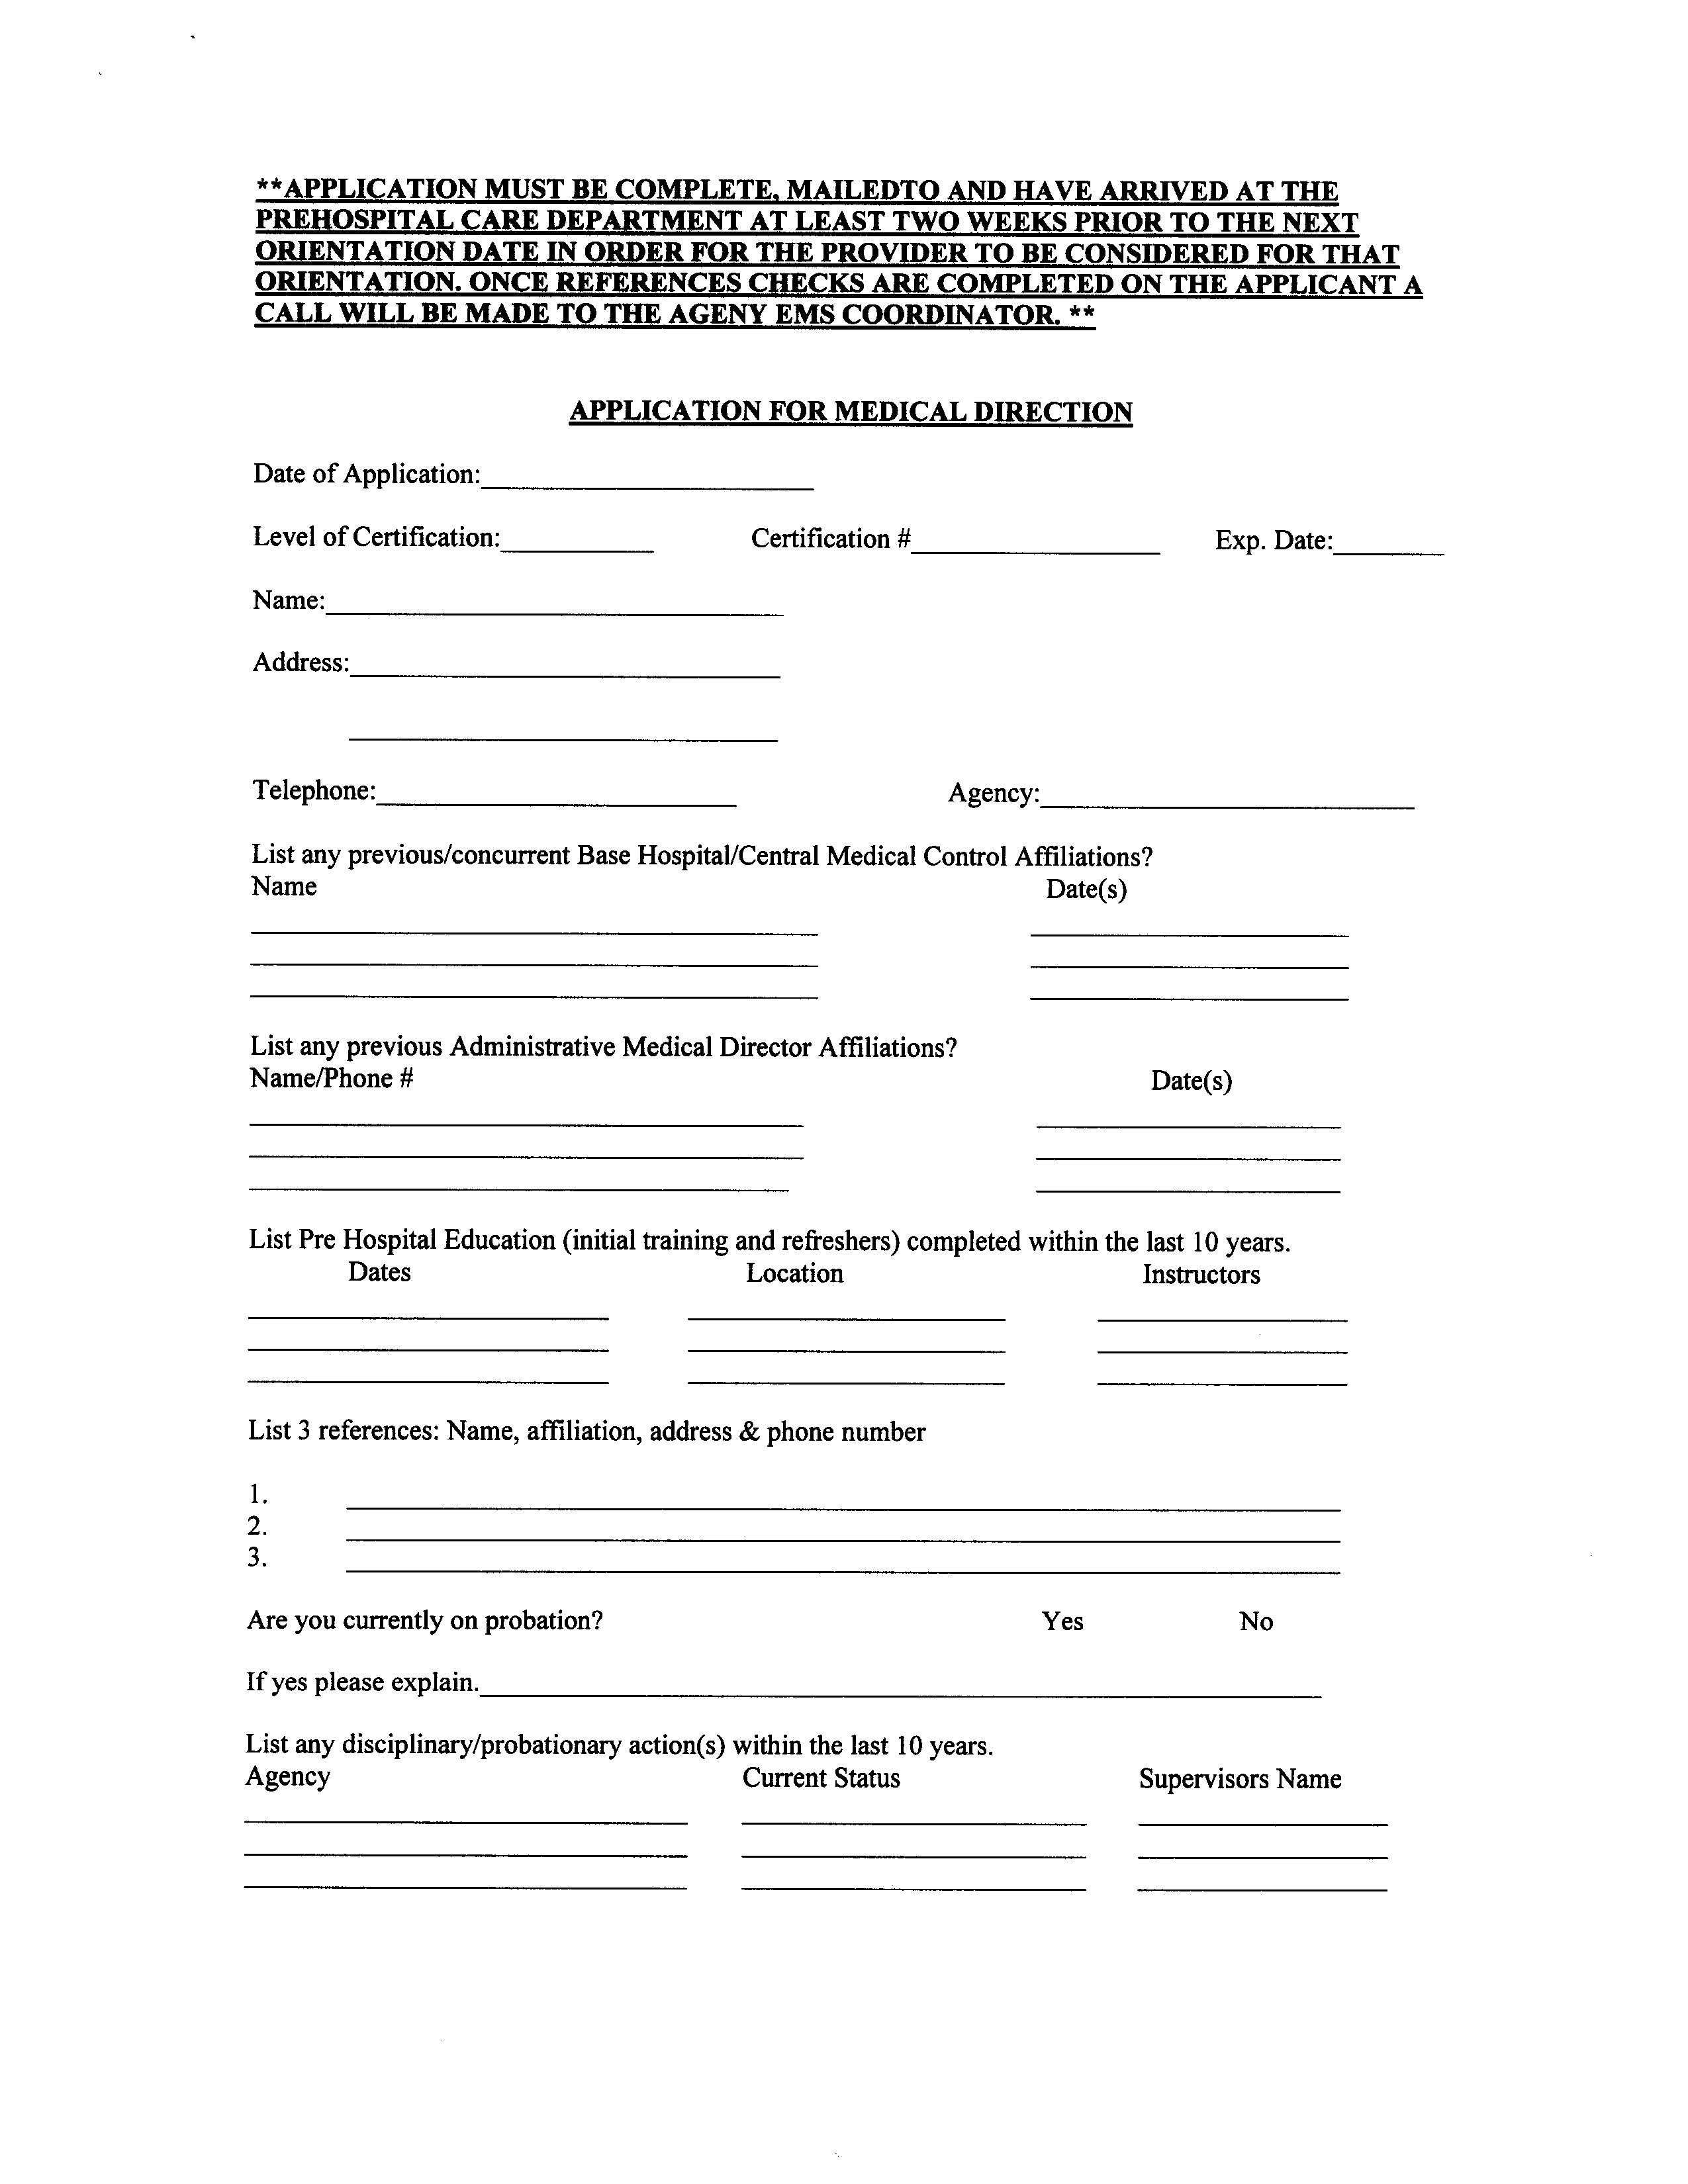 **APPLICATION MUST BE COMPLETE, MAILEDTO AND HAVE ARRIVED AT THE
PREHOSPITAL CARE DEPARTMENT AT LEAST TWO WEEKS PRIOR TO THE NEXT
ORIENTATION DATE IN ORDER FOR THE PROVIDER TO BE CONSIDERED FOR THAT
ORIENTATION. ONCE REFERENCES CHECKS ARE COMPLETED ON THE APPLICANT A
CALL WILL BE MADE TO THE AGENY EMS COORDINATOR. **
APPLICATION FOR MEDICAL DIRECTION
Date of Application:
Level of Certification: Certification # Exp. Date:
Name:
Address:
Telephone: Agency:
List any previous/concurrent Base Hospital/Central Medical Control Affiliations?
Name Date(s)
List any previous Administrative Medical Director Affiliations?
Name/Phone # Date(s)
List Pre Hospital Education (initial training and refreshers) completed within the last 10 years.
Dates Location Instructors
List 3 references: Name, affiliation, address & phone number
1.
2.
3.
Are you currently on probation? Yes No
If yes please explain.
List any disciplinary/probationary action(s) within the last 10 years.
Agency Current Status Supervisors Name